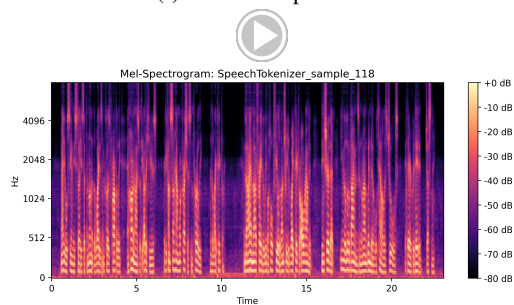 Mel-Spectrogram: SpeechTokenizer_sample_118
Hz
4096
2048
1024
512
0
0
5
10
15
20
Time
+0 dB
-10 dB
-20 dB
-30 dB
-40 dB
-50 dB
-60 dB
-70 dB
-80 dB